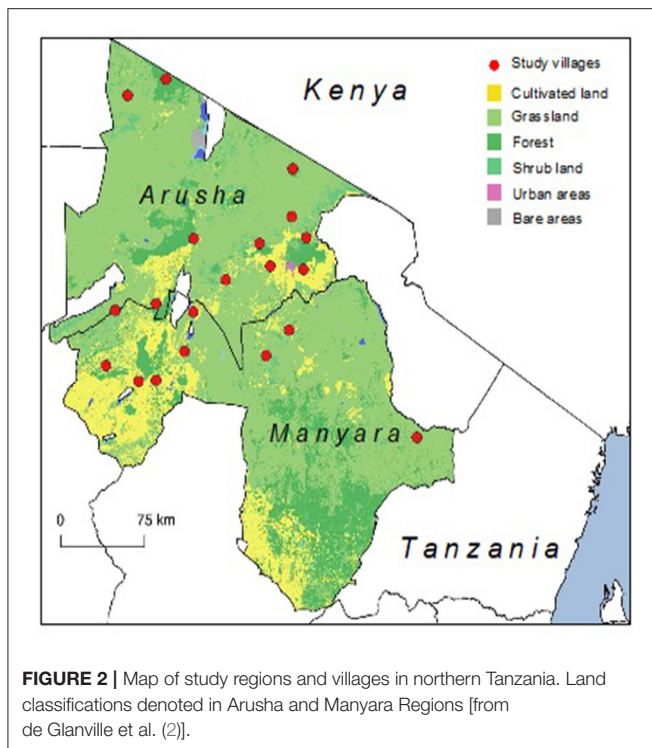 Kenya
Study villages
Cultivated land
Grassland
Forest
Shrub land
Urban areas
Bare areas
Arusha
Manyara
0 75 km
Tanzania
FIGURE 2 | Map of study regions and villages in northern Tanzania. Land
classifications denoted in Arusha and Manyara Regions [from
de Glanville et al. (2)].